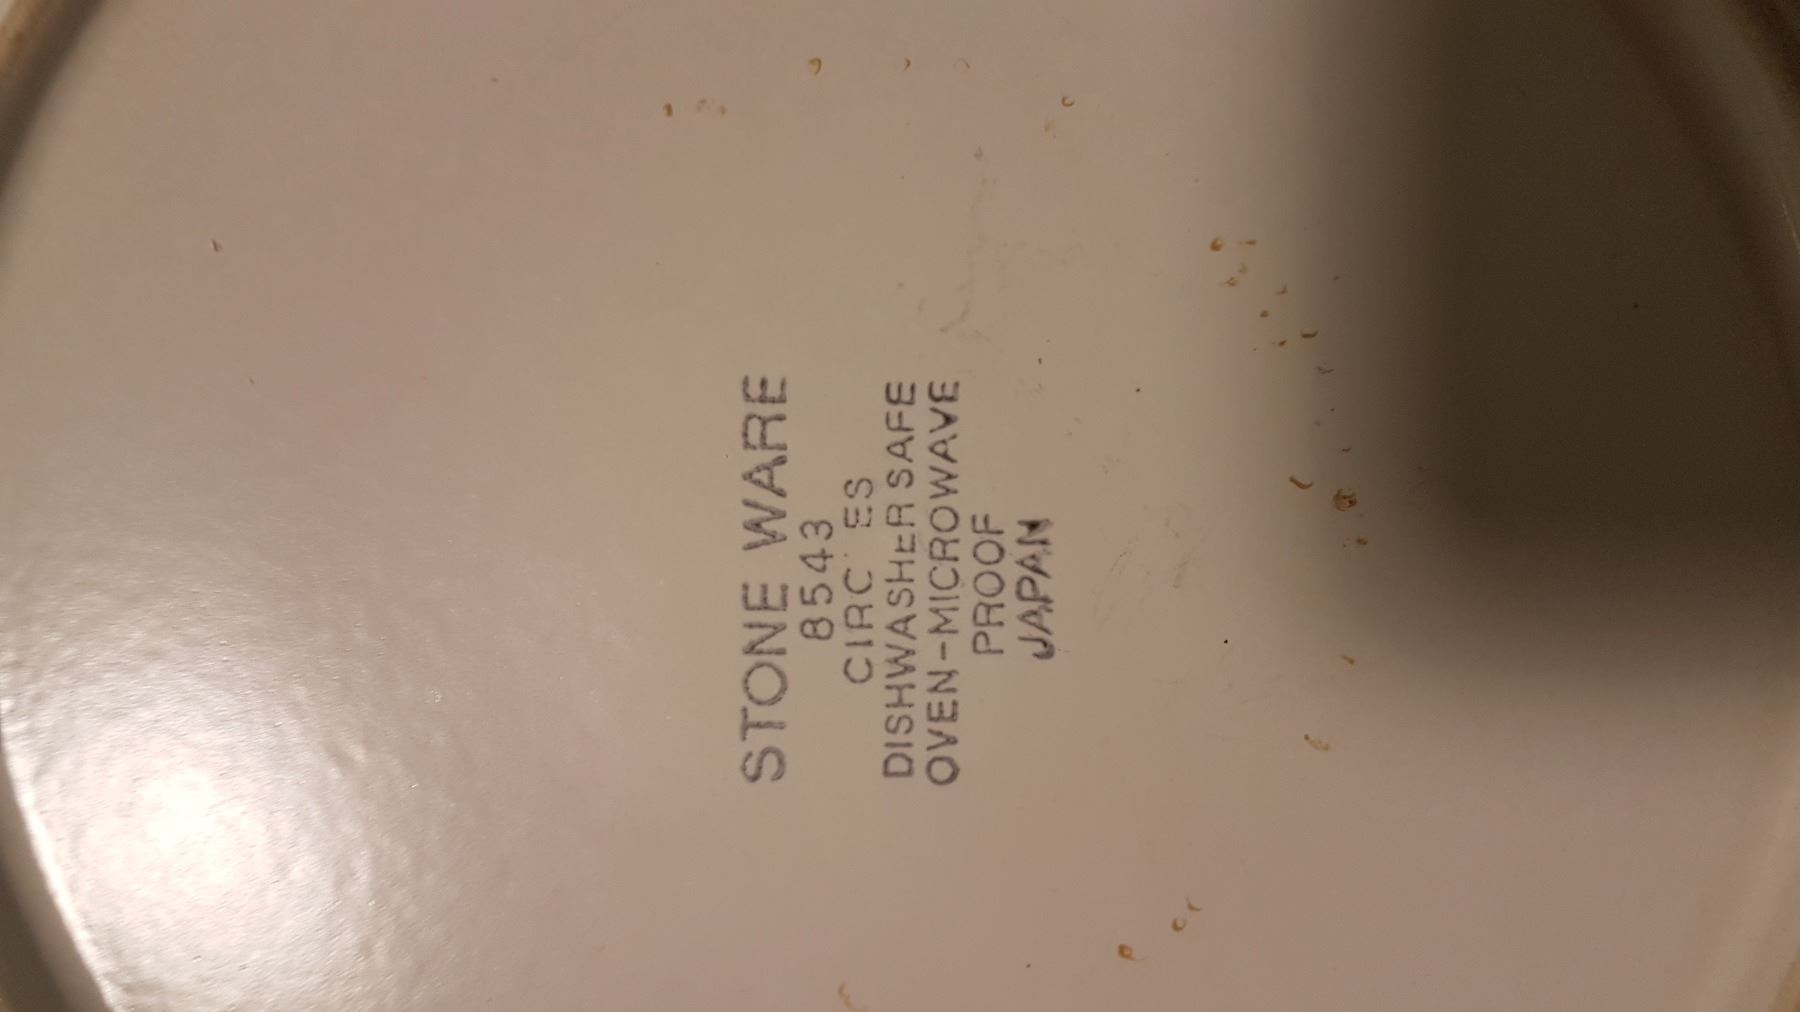 STONE WARE
8543
CIRC ES
DISHWASHER SAFE
OVEN-MICROWAVE
PROOF
JAPAN